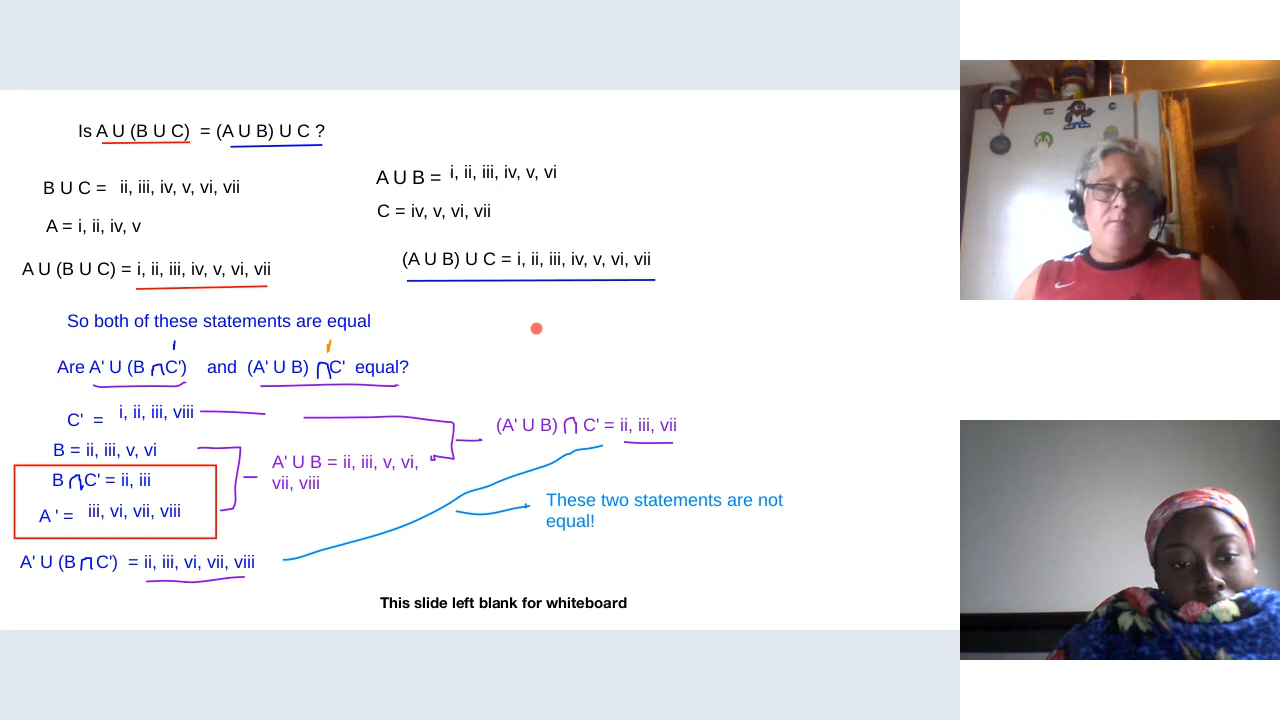 Is A U (B U C) = (A U B) U C ?
B U C = ii, iii, iv, v, vi, vii
A = i, ii, iv, v
A U (B U C) = i, ii, iii, iv, v, vi, vii
A U B = i, ii, iii, iv, v, vi
C = iv, v, vi, vii
(A U B) U C = i, ii, iii, iv, v, vi, vii
So both of these statements are equal
Are A' U (B ∩ C') and (A' U B) ∩ C' equal?
C' = i, ii, iii, viii
B = ii, iii, v, vi
B ∩ C' = ii, iii
A ' = iii, vi, vii, viii
A' U (B ∩ C') = ii, iii, vi, vii, viii
A' U B = ii, iii, v, vi,
vii, viii
(A' U B) ∩ C' = ii, iii, vii
These two statements are not
equal!
This slide left blank for whiteboard